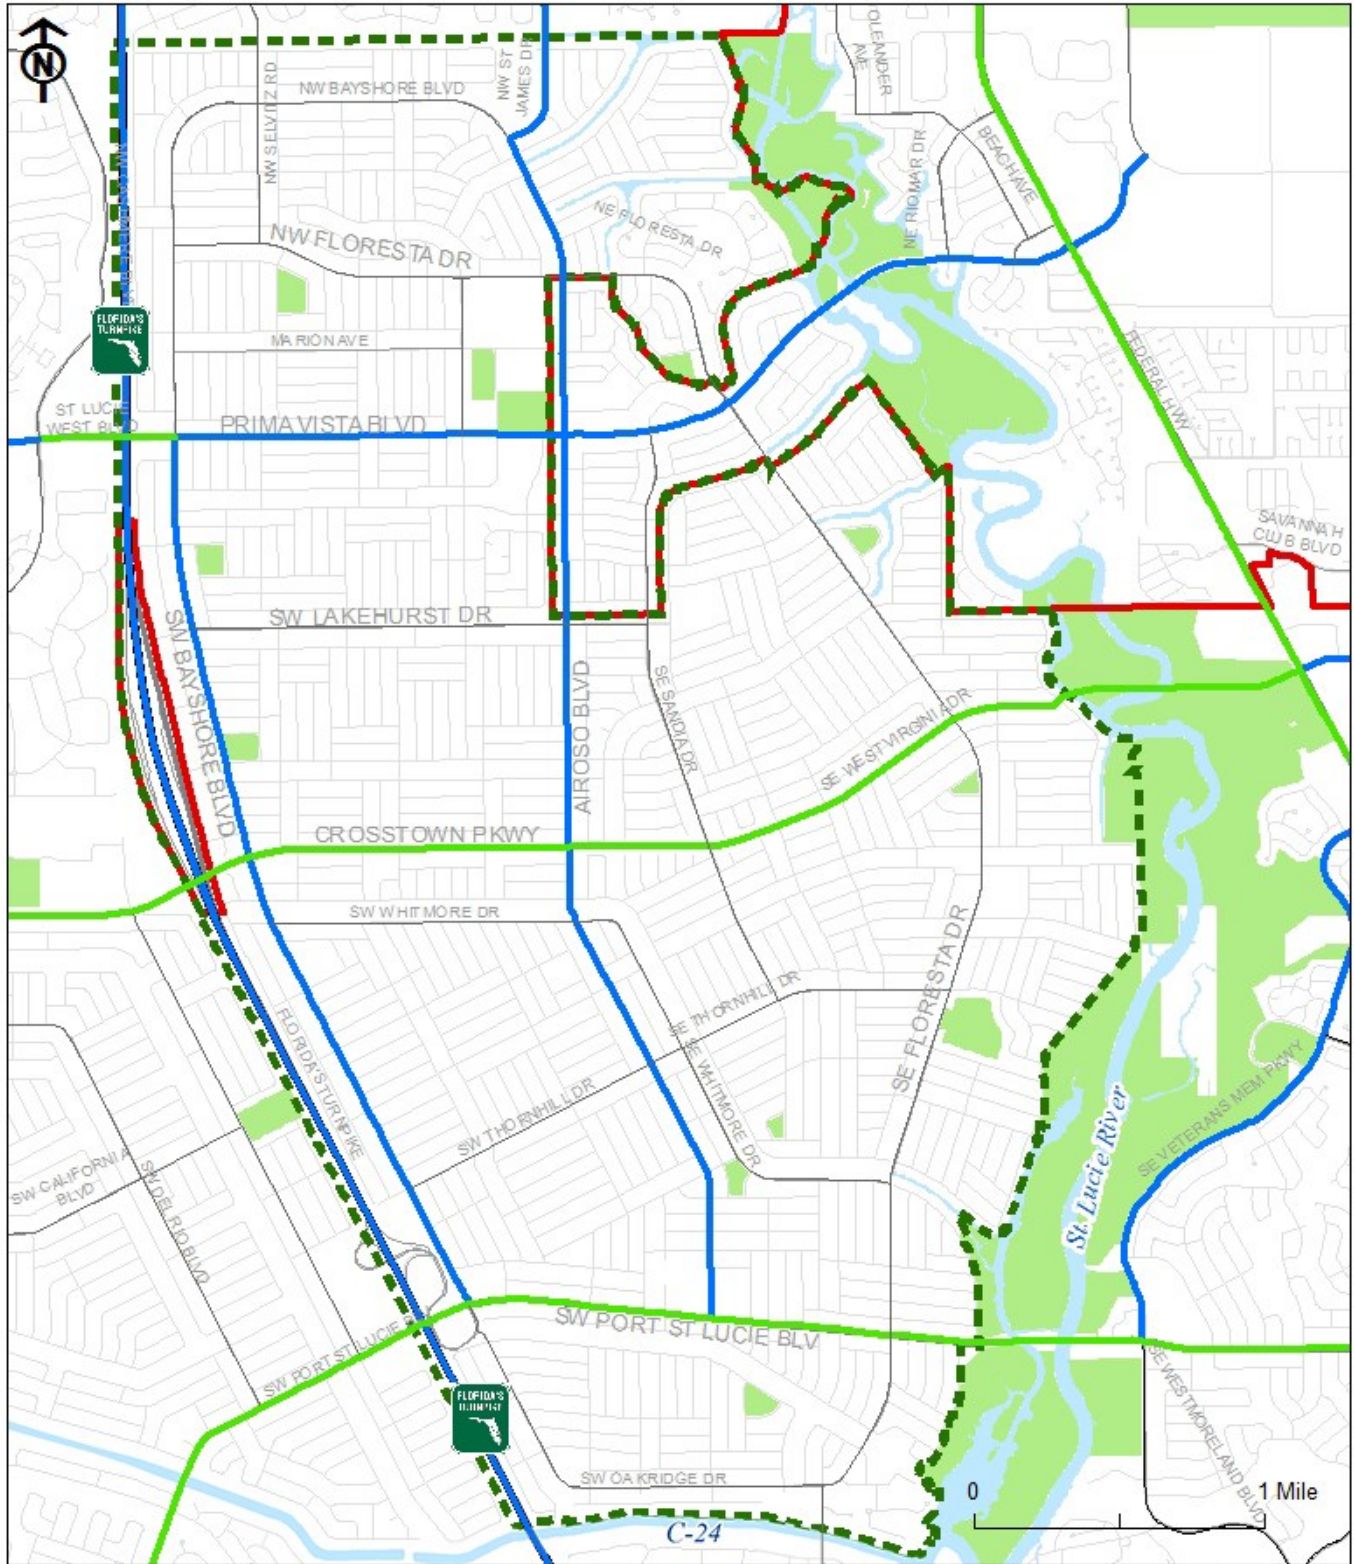 N
OLEANDER
AVE
NW ST
JAMES DR
NW SELVITZ RD
NW BAYSHORE BLVD
BEACH AVE
NE RIOMAR DR
NE FLORESTA DR
NW FLORESTA DR
FLORIDA'S
TURNPIKE
MARION AVE
FEDERAL HWY
ST LUCIE
WEST BLVD
PRIMA VISTA BLVD
SAVANNAH
CLUB BLVD
SW LAKEHURST DR
SW BAYSHORE BLVD
AIROSO BLVD
SE SANDIA DR
SE WEST VIRGINIA DR
CROSSTOWN PKWY
SW WHITMORE DR
SE FLORESTA DR
SE THORNHILL DR
FLORIDA'S TURNPIKE
SE WHITMORE DR
SE VETERANS MEM PKWY
SW THORNHILL DR
St. Lucie River
SW CALIFORNIA
BLVD
SW DEL RIO BLVD
SW PORT ST LUCIE BLV
SW PORT ST LUCIE
SE WESTMORELAND BLVD
FLORIDA'S
TURNPIKE
SW OAKRIDGE DR
0 1 Mile
C-24